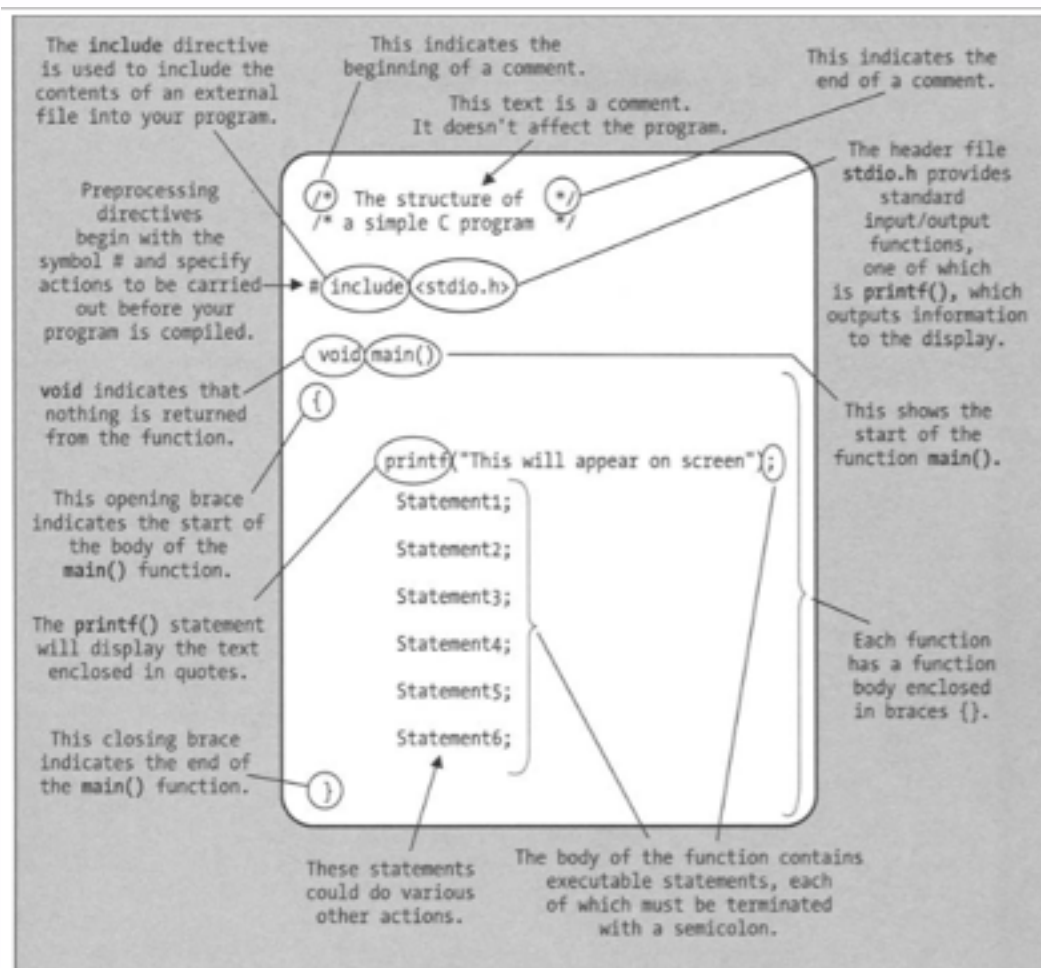 The include directive
is used to include the
contents of an external
file into your program.
This indicates the
beginning of a comment.
This text is a comment.
It doesn't affect the program.
This indicates the
end of a comment.
Preprocessing
directives
begin with the
symbol # and specify
actions to be carried
out before your
program is compiled.
The header file
stdio.h provides
standard
input/output
functions,
one of which
is printf(), which
outputs information
to the display.
/* The structure of */
/* a simple C program */
# include <stdio.h>
void main()
{
printf("This will appear on screen");
Statement1;
Statement2;
Statement3;
Statement4;
Statement5;
Statement6;
}
void indicates that
nothing is returned
from the function.
This opening brace
indicates the start of
the body of the
main() function.
The printf() statement
will display the text
enclosed in quotes.
This closing brace
indicates the end of
the main() function.
This shows the
start of the
function main().
Each function
has a function
body enclosed
in braces {}.
These statements
could do various
other actions.
The body of the function contains
executable statements, each
of which must be terminated
with a semicolon.